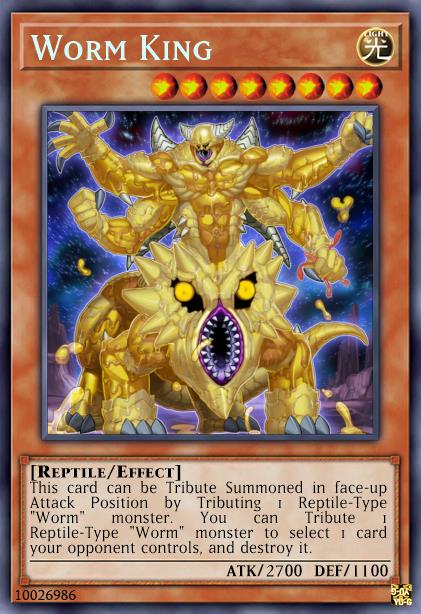 Worm King
LIGHT
光
[Reptile/Effect]
This card can be Tribute Summoned in face-up
Attack Position by Tributing 1 Reptile-Type
"Worm" monster. You can Tribute 1
Reptile-Type "Worm" monster to select 1 card
your opponent controls, and destroy it.
ATK/2700 DEF/1100
10026986